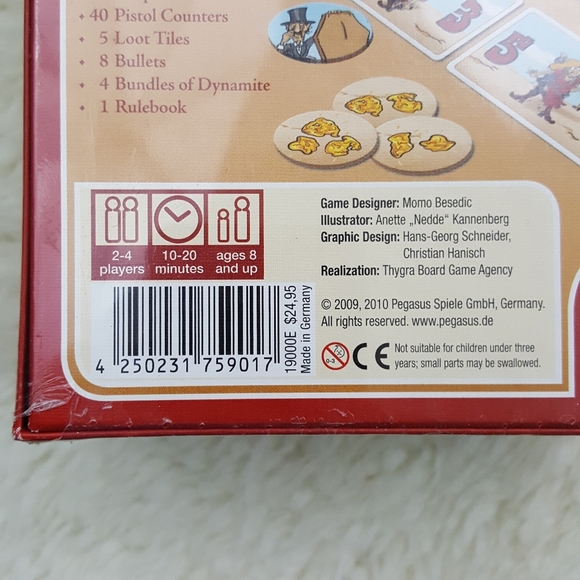 • 40 Pistol Counters
• 5 Loot Tiles
• 8 Bullets
• 4 Bundles of Dynamite
• 1 Rulebook
3
5
2-4 players
10-20 minutes
ages 8 and up
4 250231 759017
19000E $24,95
Made in Germany
Game Designer: Momo Besedic
Illustrator: Anette „Nedde" Kannenberg
Graphic Design: Hans-Georg Schneider,
Christian Hanisch
Realization: Thygra Board Game Agency
© 2009, 2010 Pegasus Spiele GmbH, Germany.
All rights reserved. www.pegasus.de
0-3
CE
Not suitable for children under three
years; small parts may be swallowed.